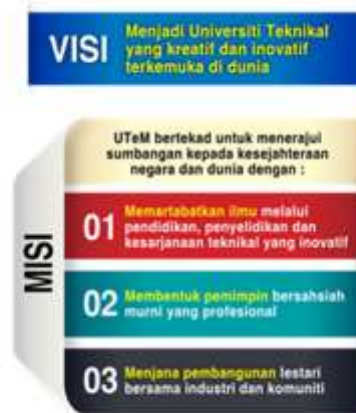 VISI
Menjadi Universiti Teknikal
yang kreatif dan inovatif
terkemuka di dunia
UTeM bertekad untuk menerajui
sumbangan kepada kesejahteraan
negara dan dunia dengan :
MISI
01
Memartabatkan ilmu melalui
pendidikan, penyelidikan dan
kesarjanaan teknikal yang inovatif
02
Membentuk pemimpin bersahsiah
murni yang profesional
03
Menjana pembangunan lestari
bersama industri dan komuniti